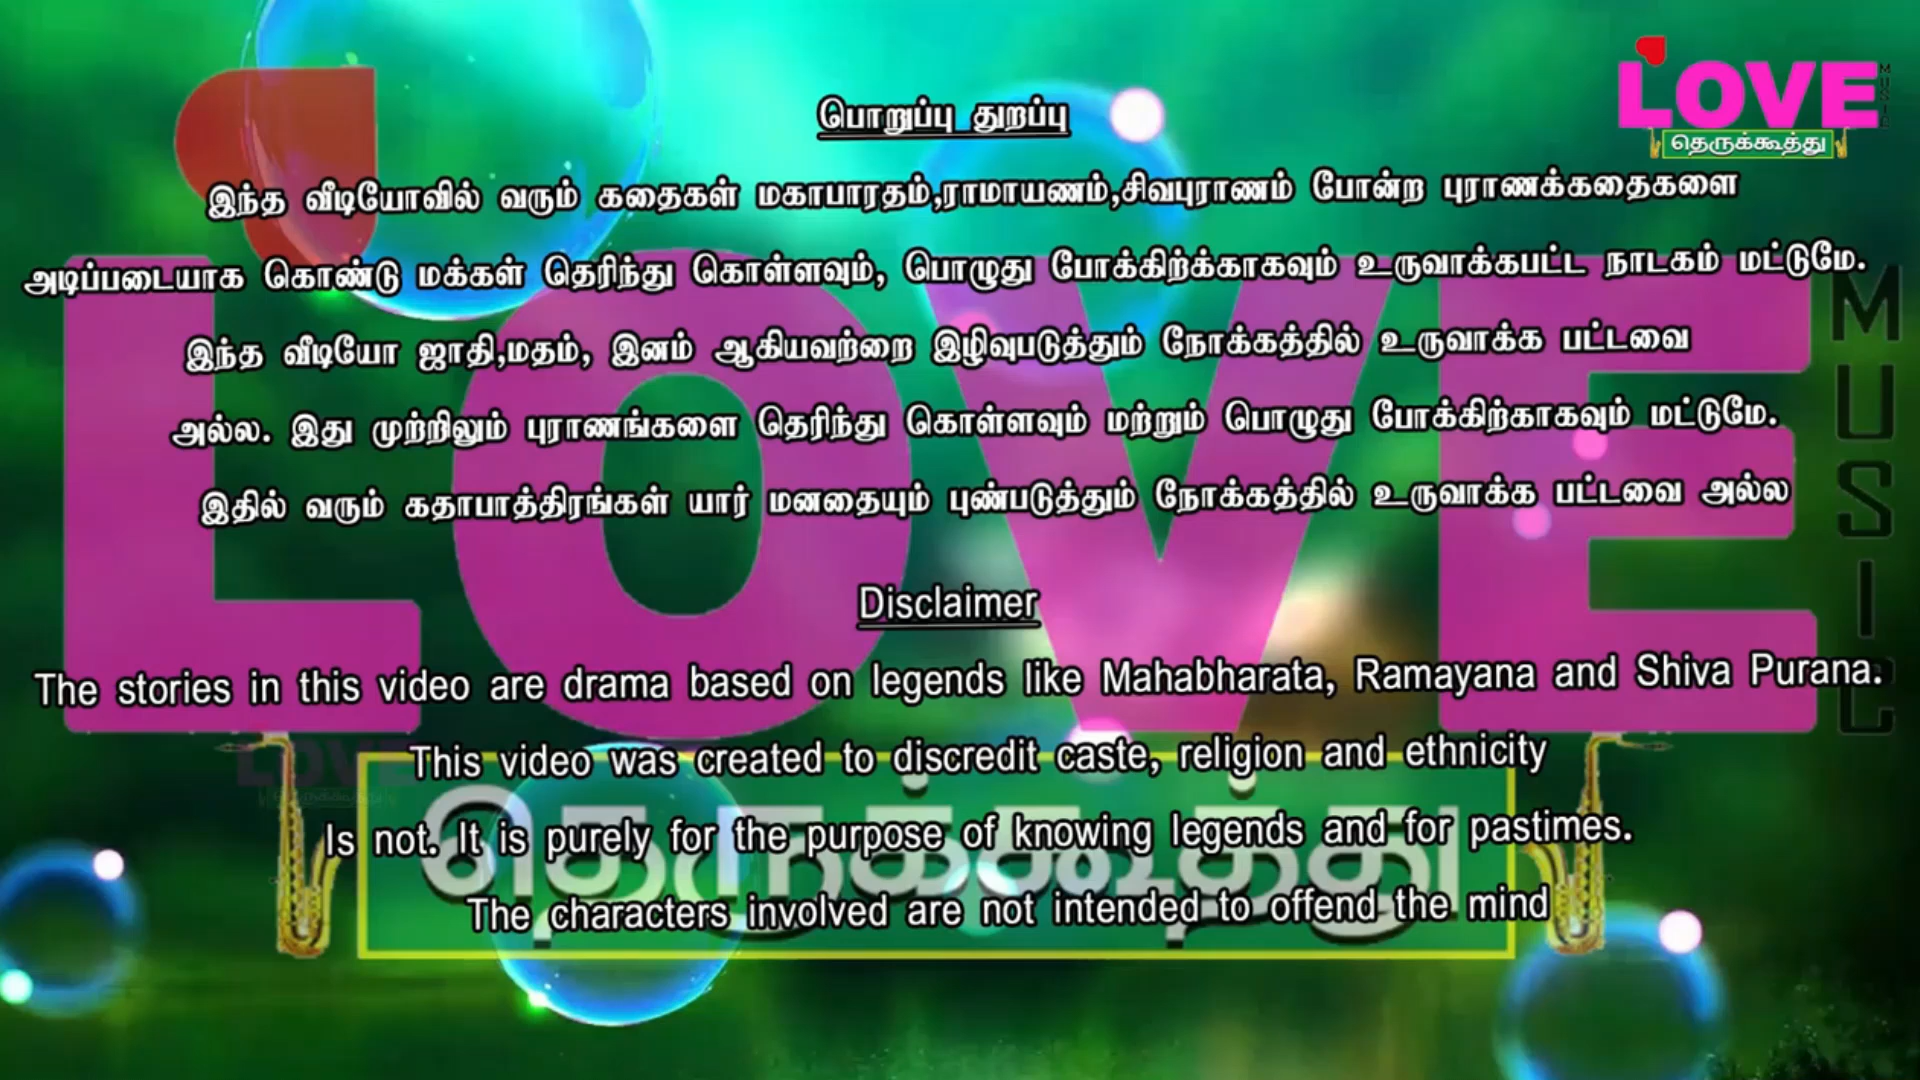 LOVE
MUSIC
தெருக்கூத்து
பொறுப்பு துறப்பு
இந்த வீடியோவில் வரும் கதைகள் மகாபாரதம்,ராமாயணம்,சிவபுராணம் போன்ற புராணக்கதைகளை
அடிப்படையாக கொண்டு மக்கள் தெரிந்து கொள்ளவும், பொழுது போக்கிற்க்காகவும் உருவாக்கபட்ட நாடகம் மட்டுமே.
இந்த வீடியோ ஜாதி,மதம், இனம் ஆகியவற்றை இழிவுபடுத்தும் நோக்கத்தில் உருவாக்க பட்டவை
அல்ல. இது முற்றிலும் புராணங்களை தெரிந்து கொள்ளவும் மற்றும் பொழுது போக்கிற்காகவும் மட்டுமே.
இதில் வரும் கதாபாத்திரங்கள் யார் மனதையும் புண்படுத்தும் நோக்கத்தில் உருவாக்க பட்டவை அல்ல
Disclaimer
The stories in this video are drama based on legends like Mahabharata, Ramayana and Shiva Purana.
This video was created to discredit caste, religion and ethnicity
Is not. It is purely for the purpose of knowing legends and for pastimes.
The characters involved are not intended to offend the mind
LOVE
MUSIC
தெருக்கூத்து
LOVE